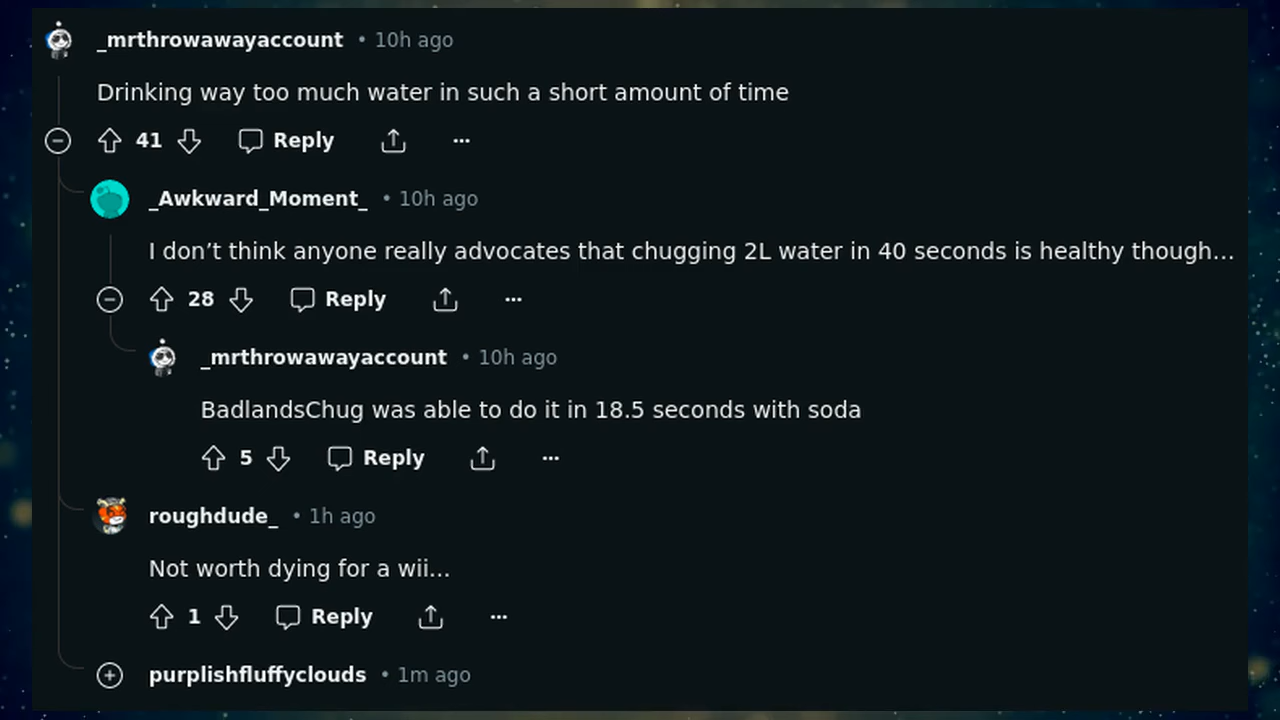 _mrthrowawayaccount • 10h ago
Drinking way too much water in such a short amount of time
41 Reply ...
_Awkward_Moment_ • 10h ago
I don’t think anyone really advocates that chugging 2L water in 40 seconds is healthy though...
28 Reply ...
_mrthrowawayaccount • 10h ago
BadlandsChug was able to do it in 18.5 seconds with soda
5 Reply ...
roughdude_ • 1h ago
Not worth dying for a wii...
1 Reply ...
purplishfluffyclouds • 1m ago